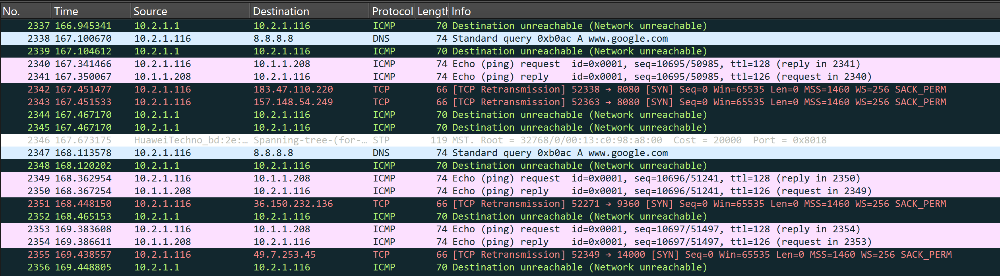 No. Time Source Destination Protocol Length Info
2337 166.945341 10.2.1.1 10.2.1.116 ICMP 70 Destination unreachable (Network unreachable)
2338 167.100670 10.2.1.116 8.8.8.8 DNS 74 Standard query 0xb0ac A www.google.com
2339 167.104612 10.2.1.1 10.2.1.116 ICMP 70 Destination unreachable (Network unreachable)
2340 167.341466 10.2.1.116 10.1.1.208 ICMP 74 Echo (ping) request id=0x0001, seq=10695/50985, ttl=128 (reply in 2341)
2341 167.350067 10.1.1.208 10.2.1.116 ICMP 74 Echo (ping) reply id=0x0001, seq=10695/50985, ttl=126 (request in 2340)
2342 167.451477 10.2.1.116 183.47.110.220 TCP 66 [TCP Retransmission] 52338 → 8080 [SYN] Seq=0 Win=65535 Len=0 MSS=1460 WS=256 SACK_PERM
2343 167.451533 10.2.1.116 157.148.54.249 TCP 66 [TCP Retransmission] 52363 → 8080 [SYN] Seq=0 Win=65535 Len=0 MSS=1460 WS=256 SACK_PERM
2344 167.467170 10.2.1.1 10.2.1.116 ICMP 70 Destination unreachable (Network unreachable)
2345 167.467170 10.2.1.1 10.2.1.116 ICMP 70 Destination unreachable (Network unreachable)
2346 167.673175 HuaweiTechno_bd:2e:… Spanning-tree-(for-… STP 119 MST. Root = 32768/0/00:13:c0:98:a8:00 Cost = 20000 Port = 0x8018
2347 168.113578 10.2.1.116 8.8.8.8 DNS 74 Standard query 0xb0ac A www.google.com
2348 168.120202 10.2.1.1 10.2.1.116 ICMP 70 Destination unreachable (Network unreachable)
2349 168.362954 10.2.1.116 10.1.1.208 ICMP 74 Echo (ping) request id=0x0001, seq=10696/51241, ttl=128 (reply in 2350)
2350 168.367254 10.1.1.208 10.2.1.116 ICMP 74 Echo (ping) reply id=0x0001, seq=10696/51241, ttl=126 (request in 2349)
2351 168.448150 10.2.1.116 36.150.232.136 TCP 66 [TCP Retransmission] 52271 → 9360 [SYN] Seq=0 Win=65535 Len=0 MSS=1460 WS=256 SACK_PERM
2352 168.465153 10.2.1.1 10.2.1.116 ICMP 70 Destination unreachable (Network unreachable)
2353 169.383608 10.2.1.116 10.1.1.208 ICMP 74 Echo (ping) request id=0x0001, seq=10697/51497, ttl=128 (reply in 2354)
2354 169.386611 10.1.1.208 10.2.1.116 ICMP 74 Echo (ping) reply id=0x0001, seq=10697/51497, ttl=126 (request in 2353)
2355 169.438557 10.2.1.116 49.7.253.45 TCP 66 [TCP Retransmission] 52349 → 14000 [SYN] Seq=0 Win=65535 Len=0 MSS=1460 WS=256 SACK_PERM
2356 169.448805 10.2.1.1 10.2.1.116 ICMP 70 Destination unreachable (Network unreachable)